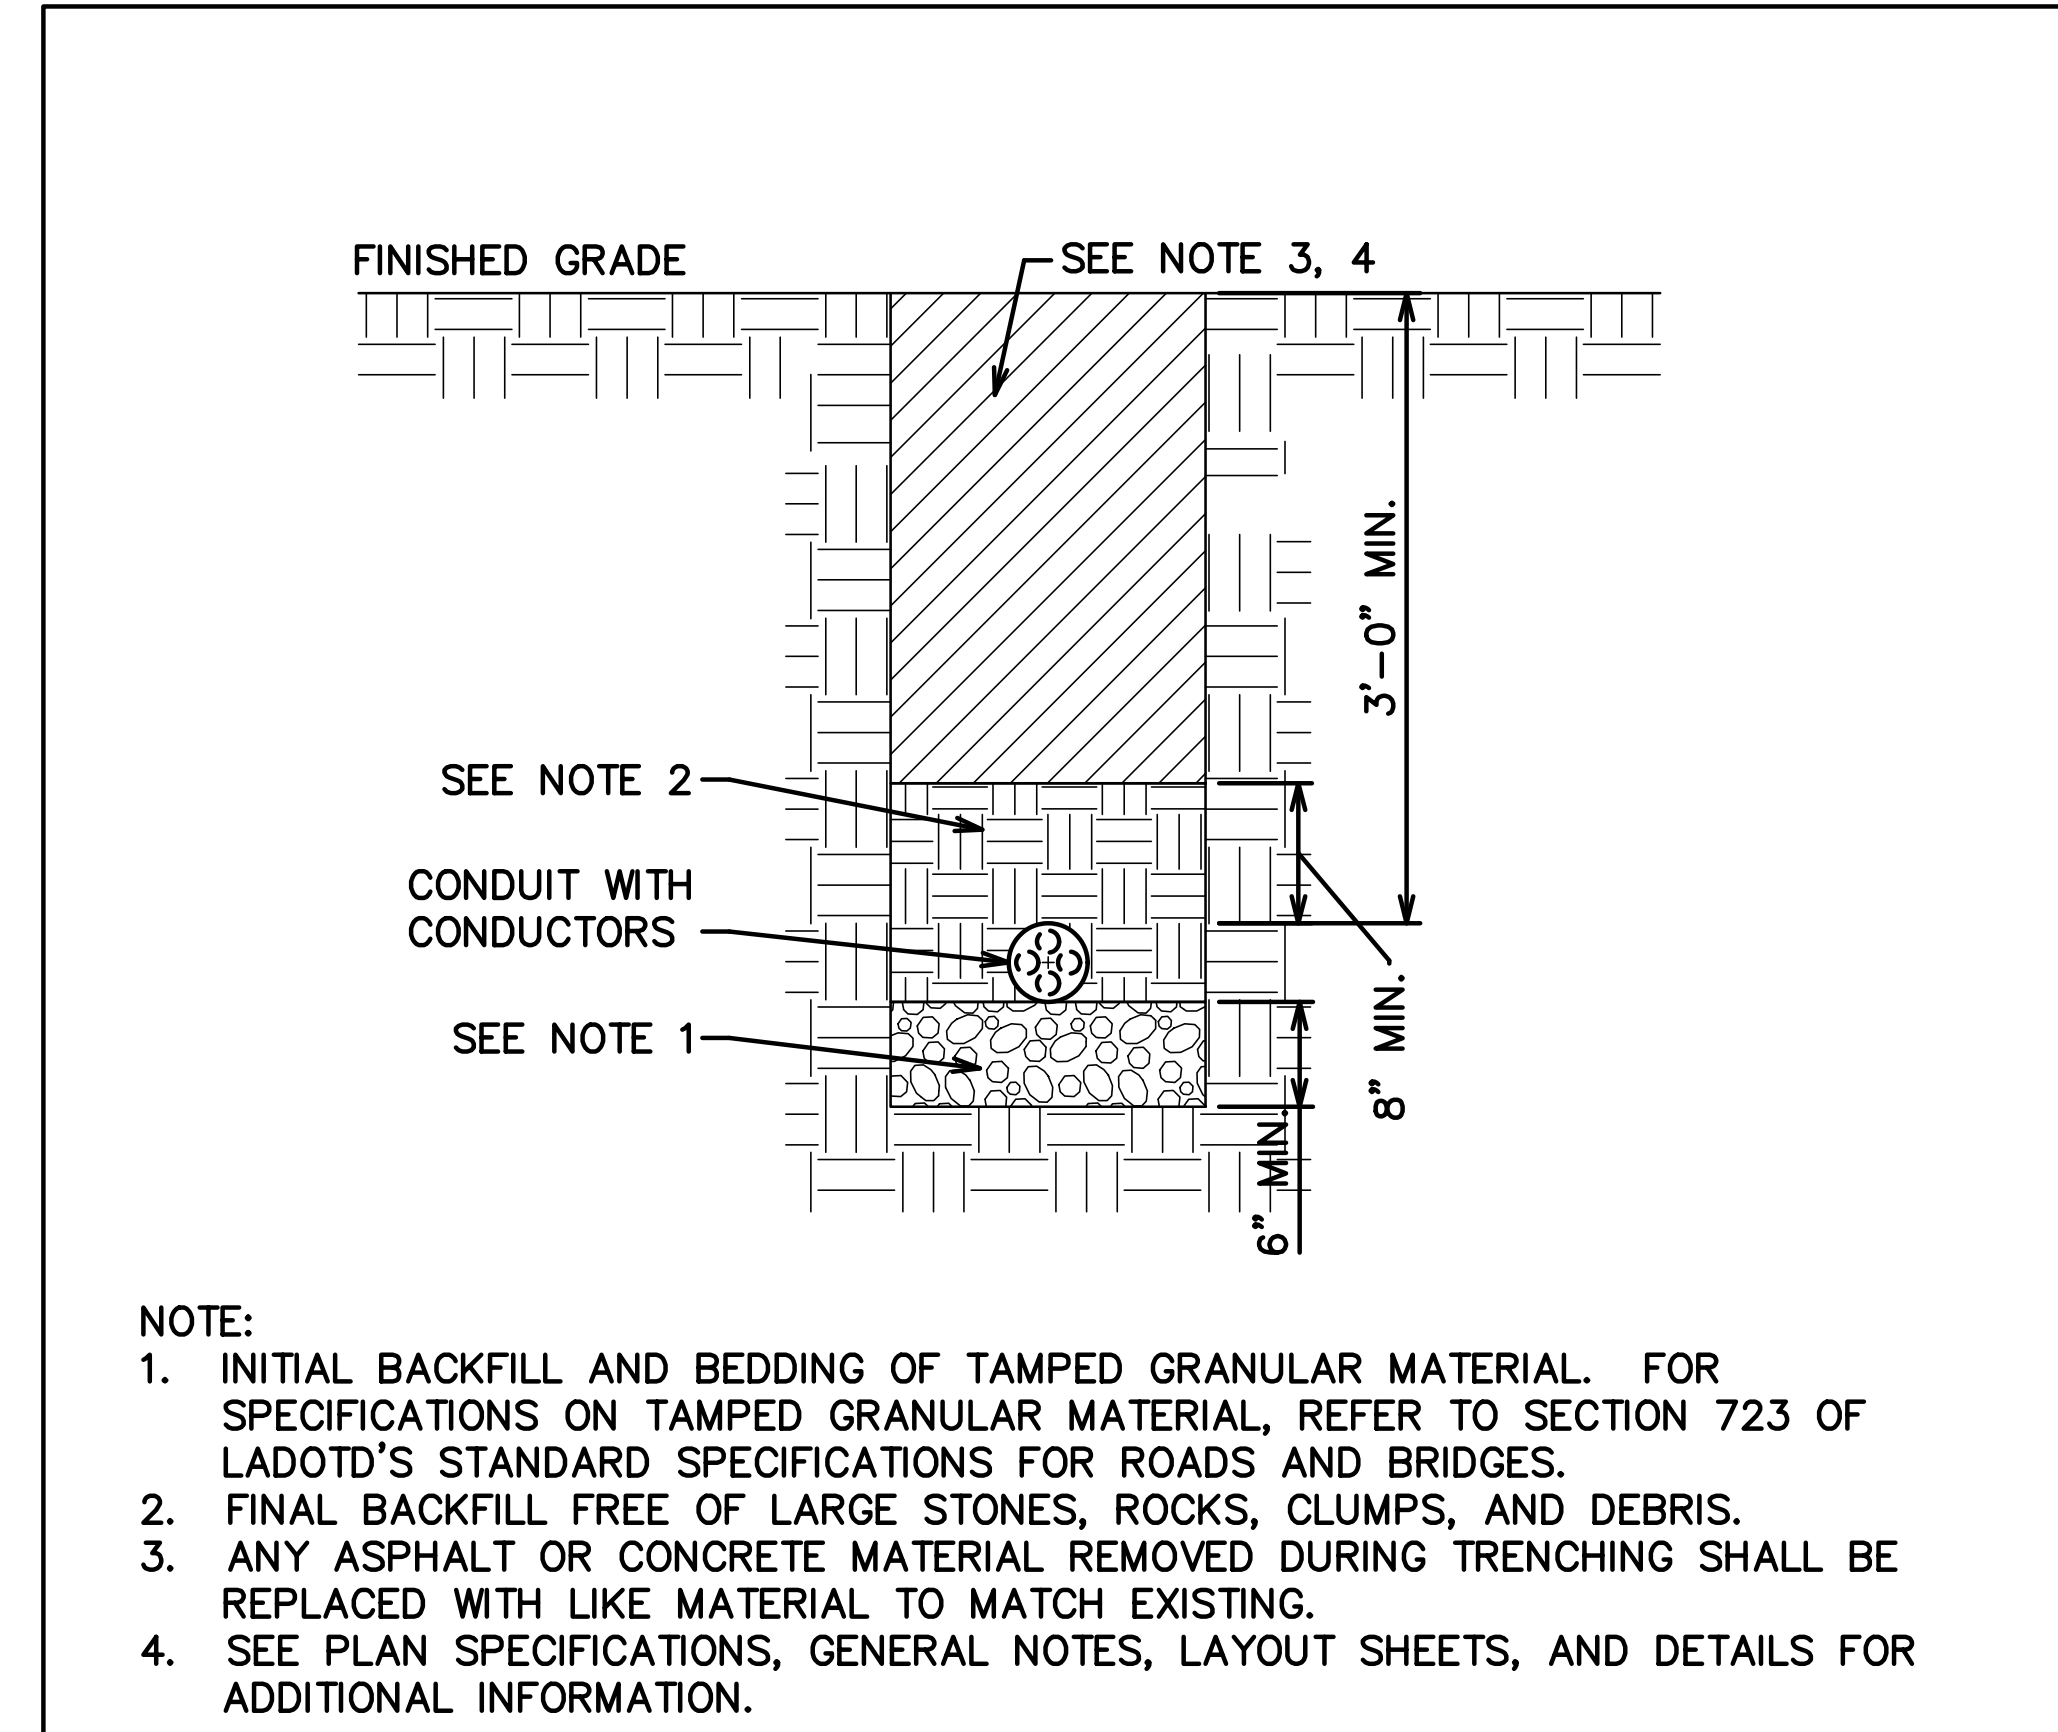 FINISHED GRADE
SEE NOTE 3, 4
3'-0" MIN.
SEE NOTE 2
CONDUIT WITH
CONDUCTORS
8" MIN.
SEE NOTE 1
6" MIN.
NOTE:
1. INITIAL BACKFILL AND BEDDING OF TAMPED GRANULAR MATERIAL. FOR
SPECIFICATIONS ON TAMPED GRANULAR MATERIAL, REFER TO SECTION 723 OF
LADOTD'S STANDARD SPECIFICATIONS FOR ROADS AND BRIDGES.
2. FINAL BACKFILL FREE OF LARGE STONES, ROCKS, CLUMPS, AND DEBRIS.
3. ANY ASPHALT OR CONCRETE MATERIAL REMOVED DURING TRENCHING SHALL BE
REPLACED WITH LIKE MATERIAL TO MATCH EXISTING.
4. SEE PLAN SPECIFICATIONS, GENERAL NOTES, LAYOUT SHEETS, AND DETAILS FOR
ADDITIONAL INFORMATION.